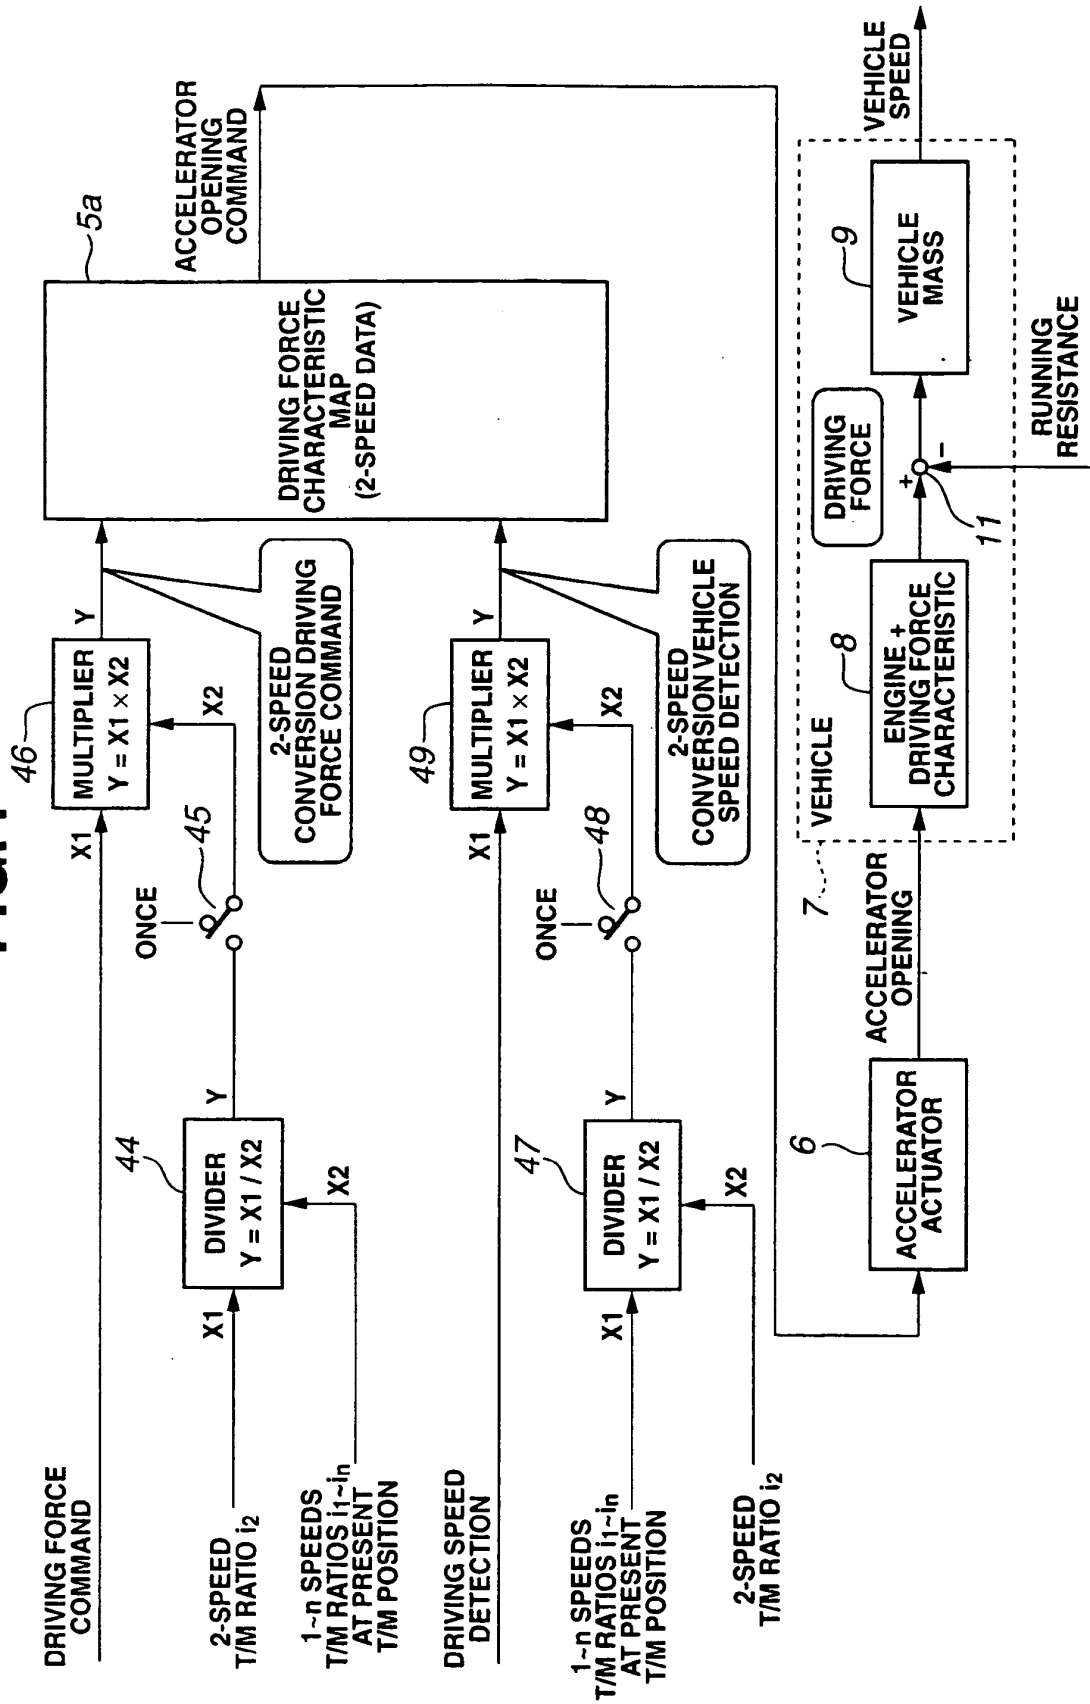 DRIVING FORCE
COMMAND
X1
46
MULTIPLIER
Y = X1 × X2
Y
X2
2-SPEED
T/M RATIO i2
X1
44
DIVIDER
Y = X1 / X2
Y
ONCE
45
1~n SPEEDS
T/M RATIOS i1~in
AT PRESENT
T/M POSITION
X2
2-SPEED
CONVERSION DRIVING
FORCE COMMAND
DRIVING FORCE
CHARACTERISTIC
MAP
(2-SPEED DATA)
5a
ACCELERATOR
OPENING
COMMAND
DRIVING SPEED
DETECTION
X1
49
MULTIPLIER
Y = X1 × X2
Y
X2
1~n SPEEDS
T/M RATIOS i1~in
AT PRESENT
T/M POSITION
X1
47
DIVIDER
Y = X1 / X2
Y
ONCE
48
2-SPEED
T/M RATIO i2
X2
2-SPEED
CONVERSION VEHICLE
SPEED DETECTION
6
ACCELERATOR
ACTUATOR
ACCELERATOR
OPENING
7
VEHICLE
8
ENGINE +
DRIVING FORCE
CHARACTERISTIC
DRIVING
FORCE
+
−
11
9
VEHICLE
MASS
VEHICLE
SPEED
RUNNING
RESISTANCE